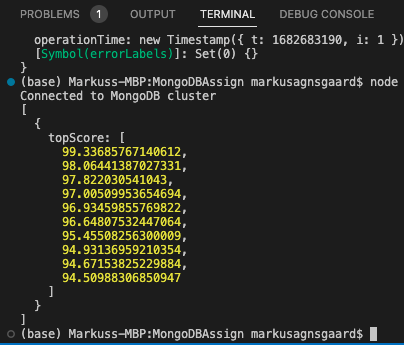 PROBLEMS 1 OUTPUT TERMINAL DEBUG CONSOLE
operationTime: new Timestamp({ t: 1682683190, i: 1 })
[Symbol(errorLabels)]: Set(0) {}
}
(base) Markuss-MBP:MongoDBAssign markusagnsgaard$ node
Connected to MongoDB cluster
[
{
topScore: [
99.33685767140612,
98.06441387027331,
97.822030541043,
97.00509953654694,
96.93459855769822,
96.64807532447064,
95.45508256300009,
94.93136959210354,
94.67153825229884,
94.50988306850947
]
}
]
(base) Markuss-MBP:MongoDBAssign markusagnsgaard$